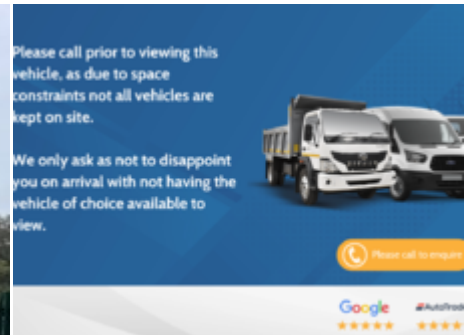 Please call prior to viewing this
vehicle, as due to space
constraints not all vehicles are
kept on site.
We only ask as not to disappoint
you on arrival with not having the
vehicle of choice available to
view.
Please call to enquire
Google
AutoTrade